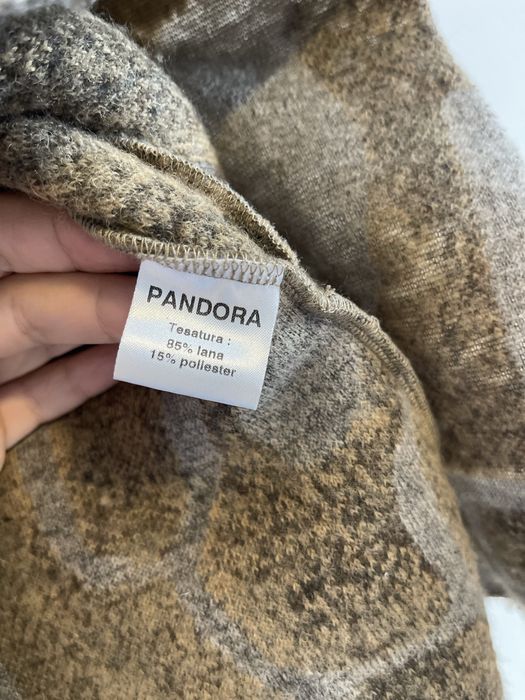 PANDORA
Tesatura :
85% lana
15% poliester